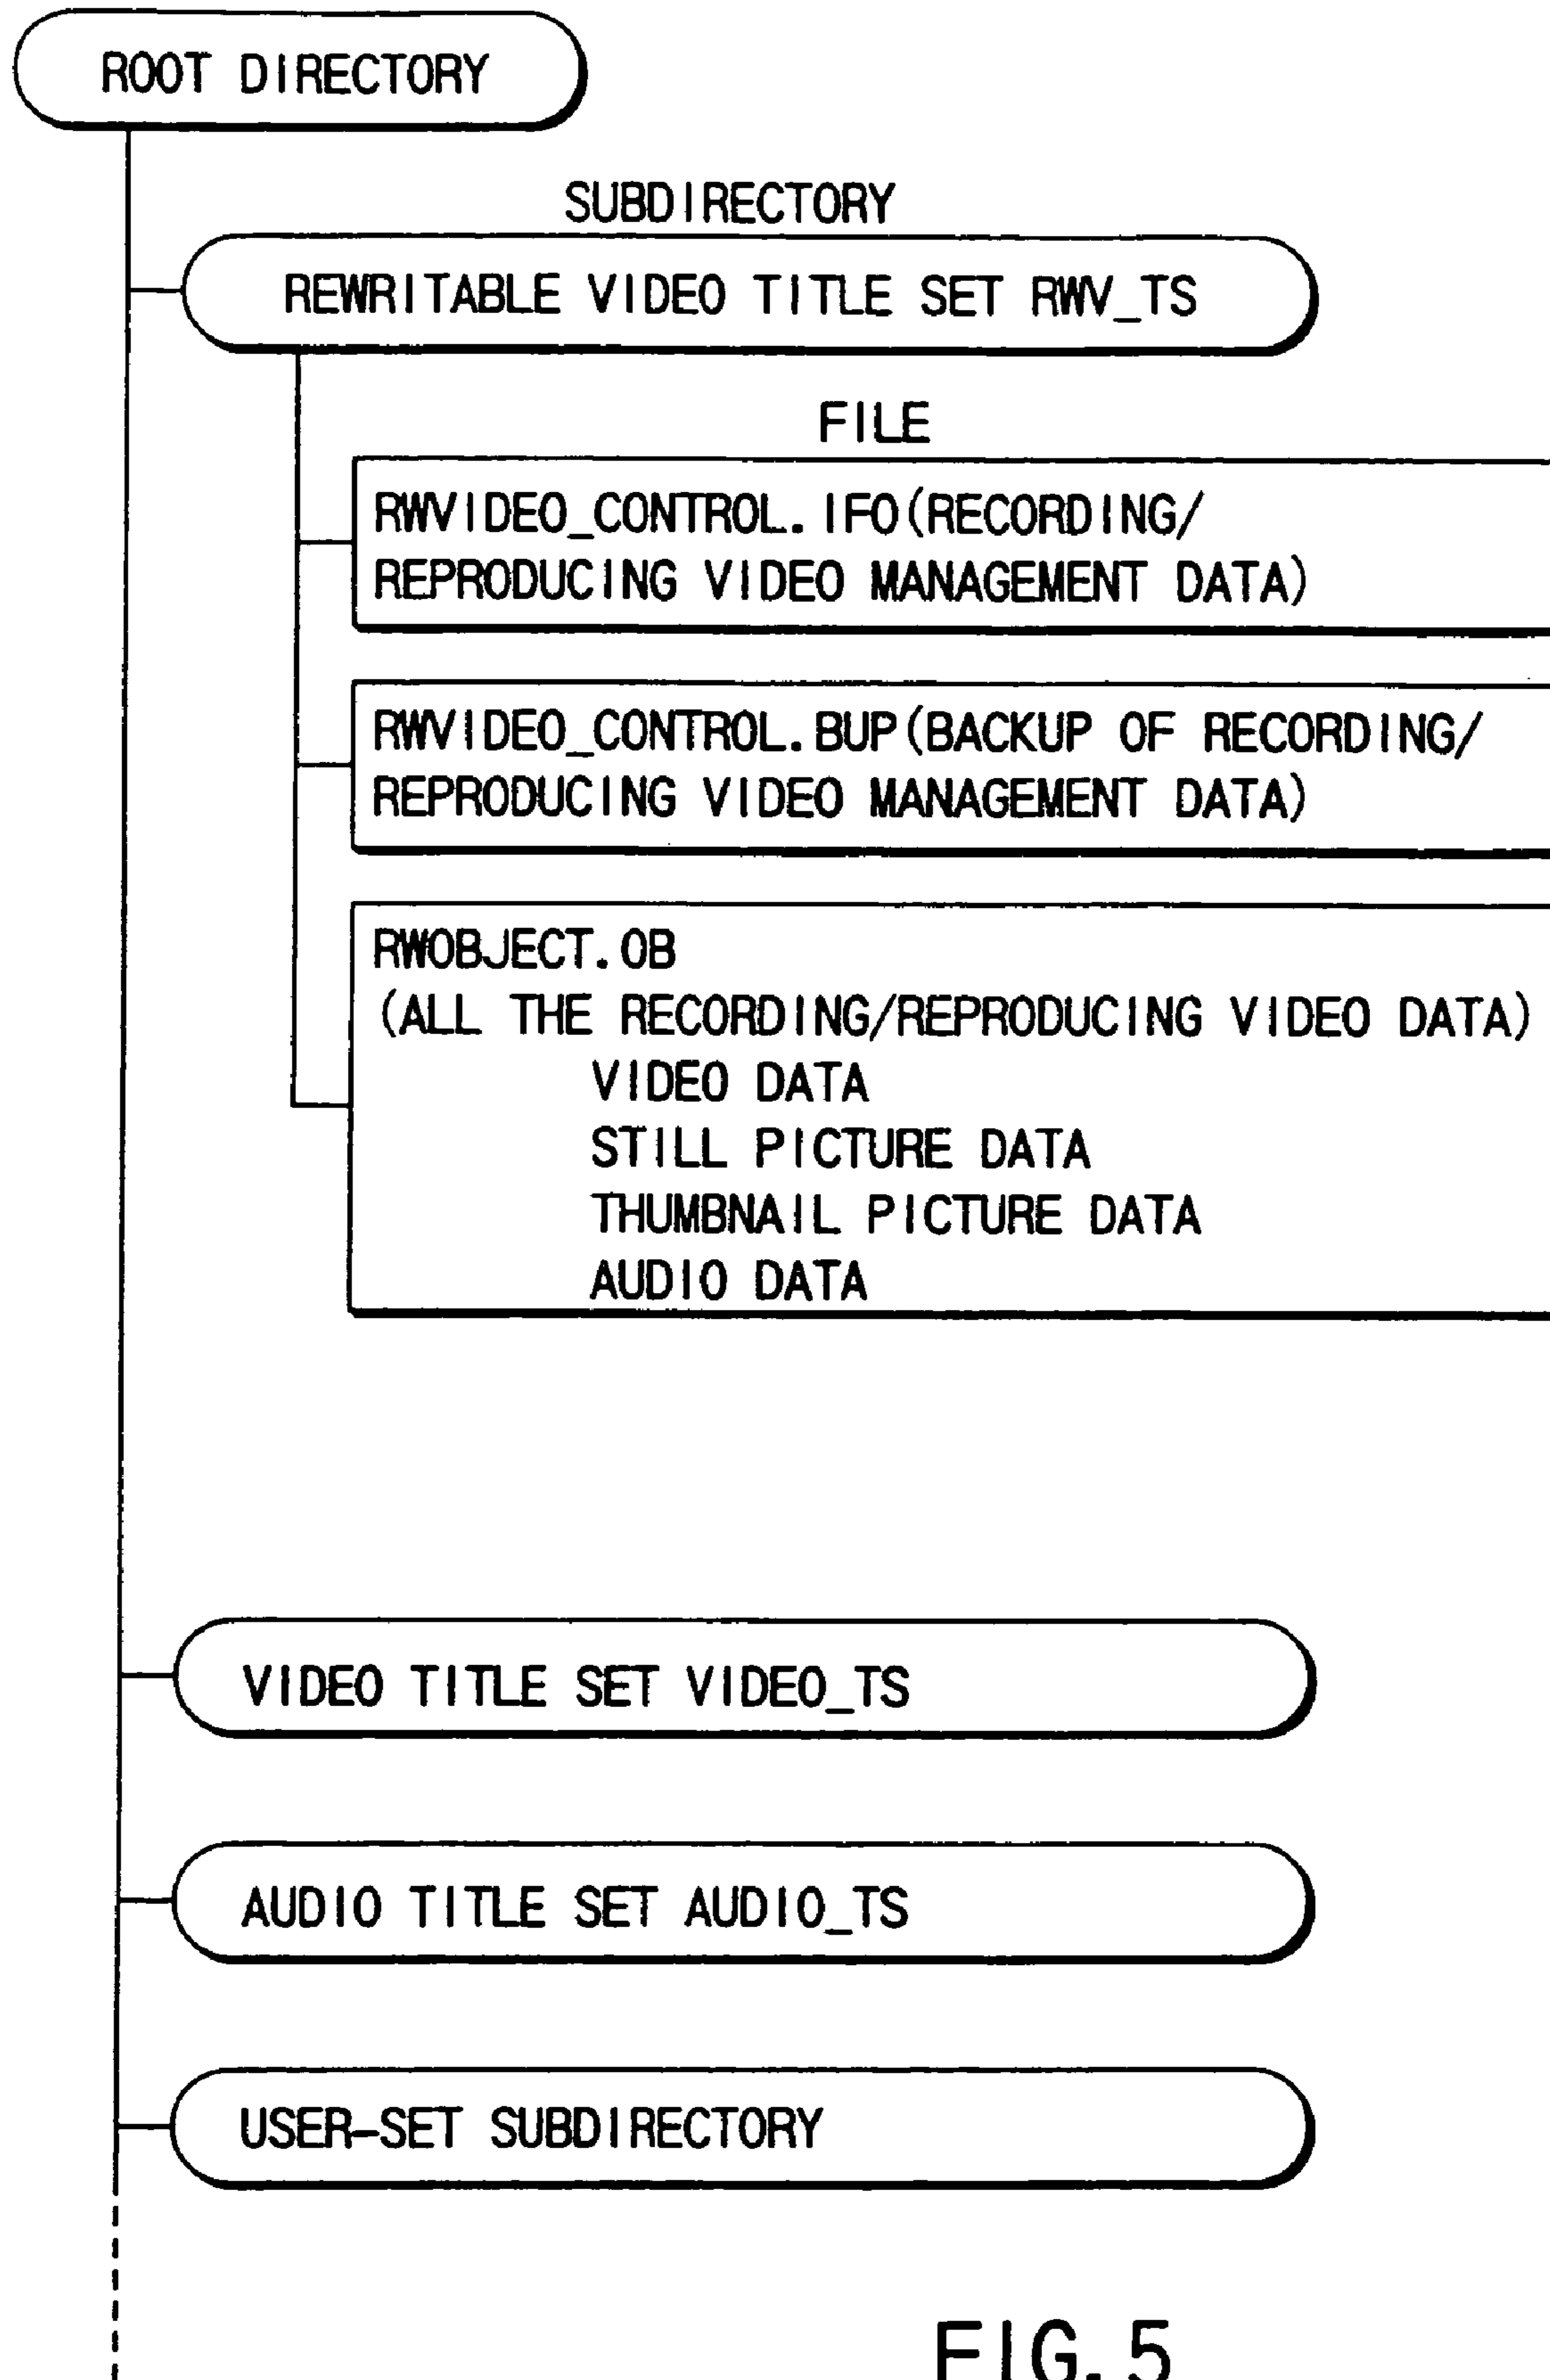 ROOT DIRECTORY
SUBDIRECTORY
REWRITABLE VIDEO TITLE SET RWV_TS
FILE
RWVIDEO_CONTROL.IFO(RECORDING/
REPRODUCING VIDEO MANAGEMENT DATA)
RWVIDEO_CONTROL.BUP(BACKUP OF RECORDING/
REPRODUCING VIDEO MANAGEMENT DATA)
RWOBJECT.OB
(ALL THE RECORDING/REPRODUCING VIDEO DATA)
VIDEO DATA
STILL PICTURE DATA
THUMBNAIL PICTURE DATA
AUDIO DATA
VIDEO TITLE SET VIDEO_TS
AUDIO TITLE SET AUDIO_TS
USER-SET SUBDIRECTORY
FIG.5